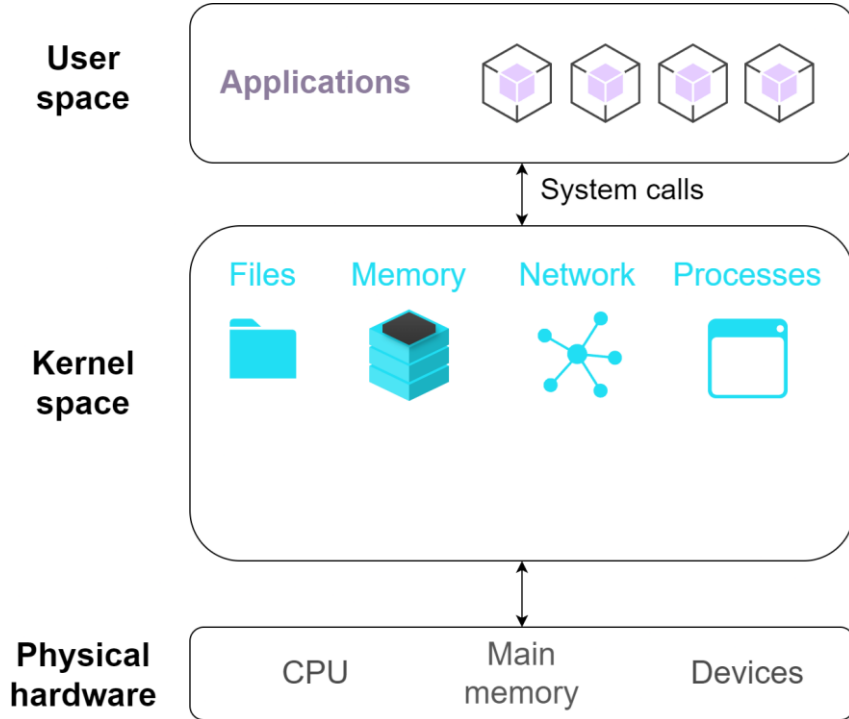 User
space
Applications
System calls
Files
Memory
Network
Processes
Kernel
space
Physical
hardware
CPU
Main
memory
Devices